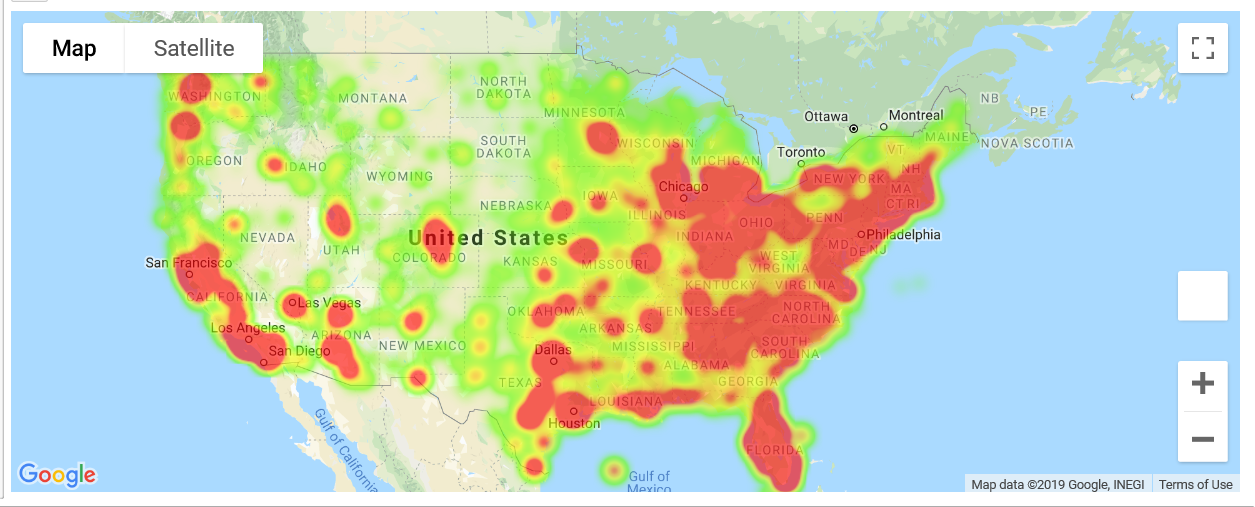 Map
Satellite
WASHINGTON
MONTANA
NORTH
DAKOTA
MINNESOTA
Ottawa
Montreal
NB
PE
NOVA SCOTIA
MAINE
OREGON
IDAHO
SOUTH
DAKOTA
WISCONSIN
MICHIGAN
Toronto
VT
NH
WYOMING
NEW YORK
MA
CT RI
IOWA
Chicago
NEBRASKA
ILLINOIS
INDIANA
OHIO
PENN
Philadelphia
NEVADA
UTAH
United States
COLORADO
KANSAS
MISSOURI
WEST
VIRGINIA
MD
DE
NJ
San Francisco
CALIFORNIA
Las Vegas
KENTUCKY
VIRGINIA
Los Angeles
ARIZONA
NEW MEXICO
OKLAHOMA
ARKANSAS
TENNESSEE
NORTH
CAROLINA
San Diego
Dallas
MISSISSIPPI
ALABAMA
SOUTH
CAROLINA
TEXAS
GEORGIA
LOUISIANA
Houston
FLORIDA
Gulf of
California
Gulf of
Mexico
Google
Map data ©2019 Google, INEGI
Terms of Use